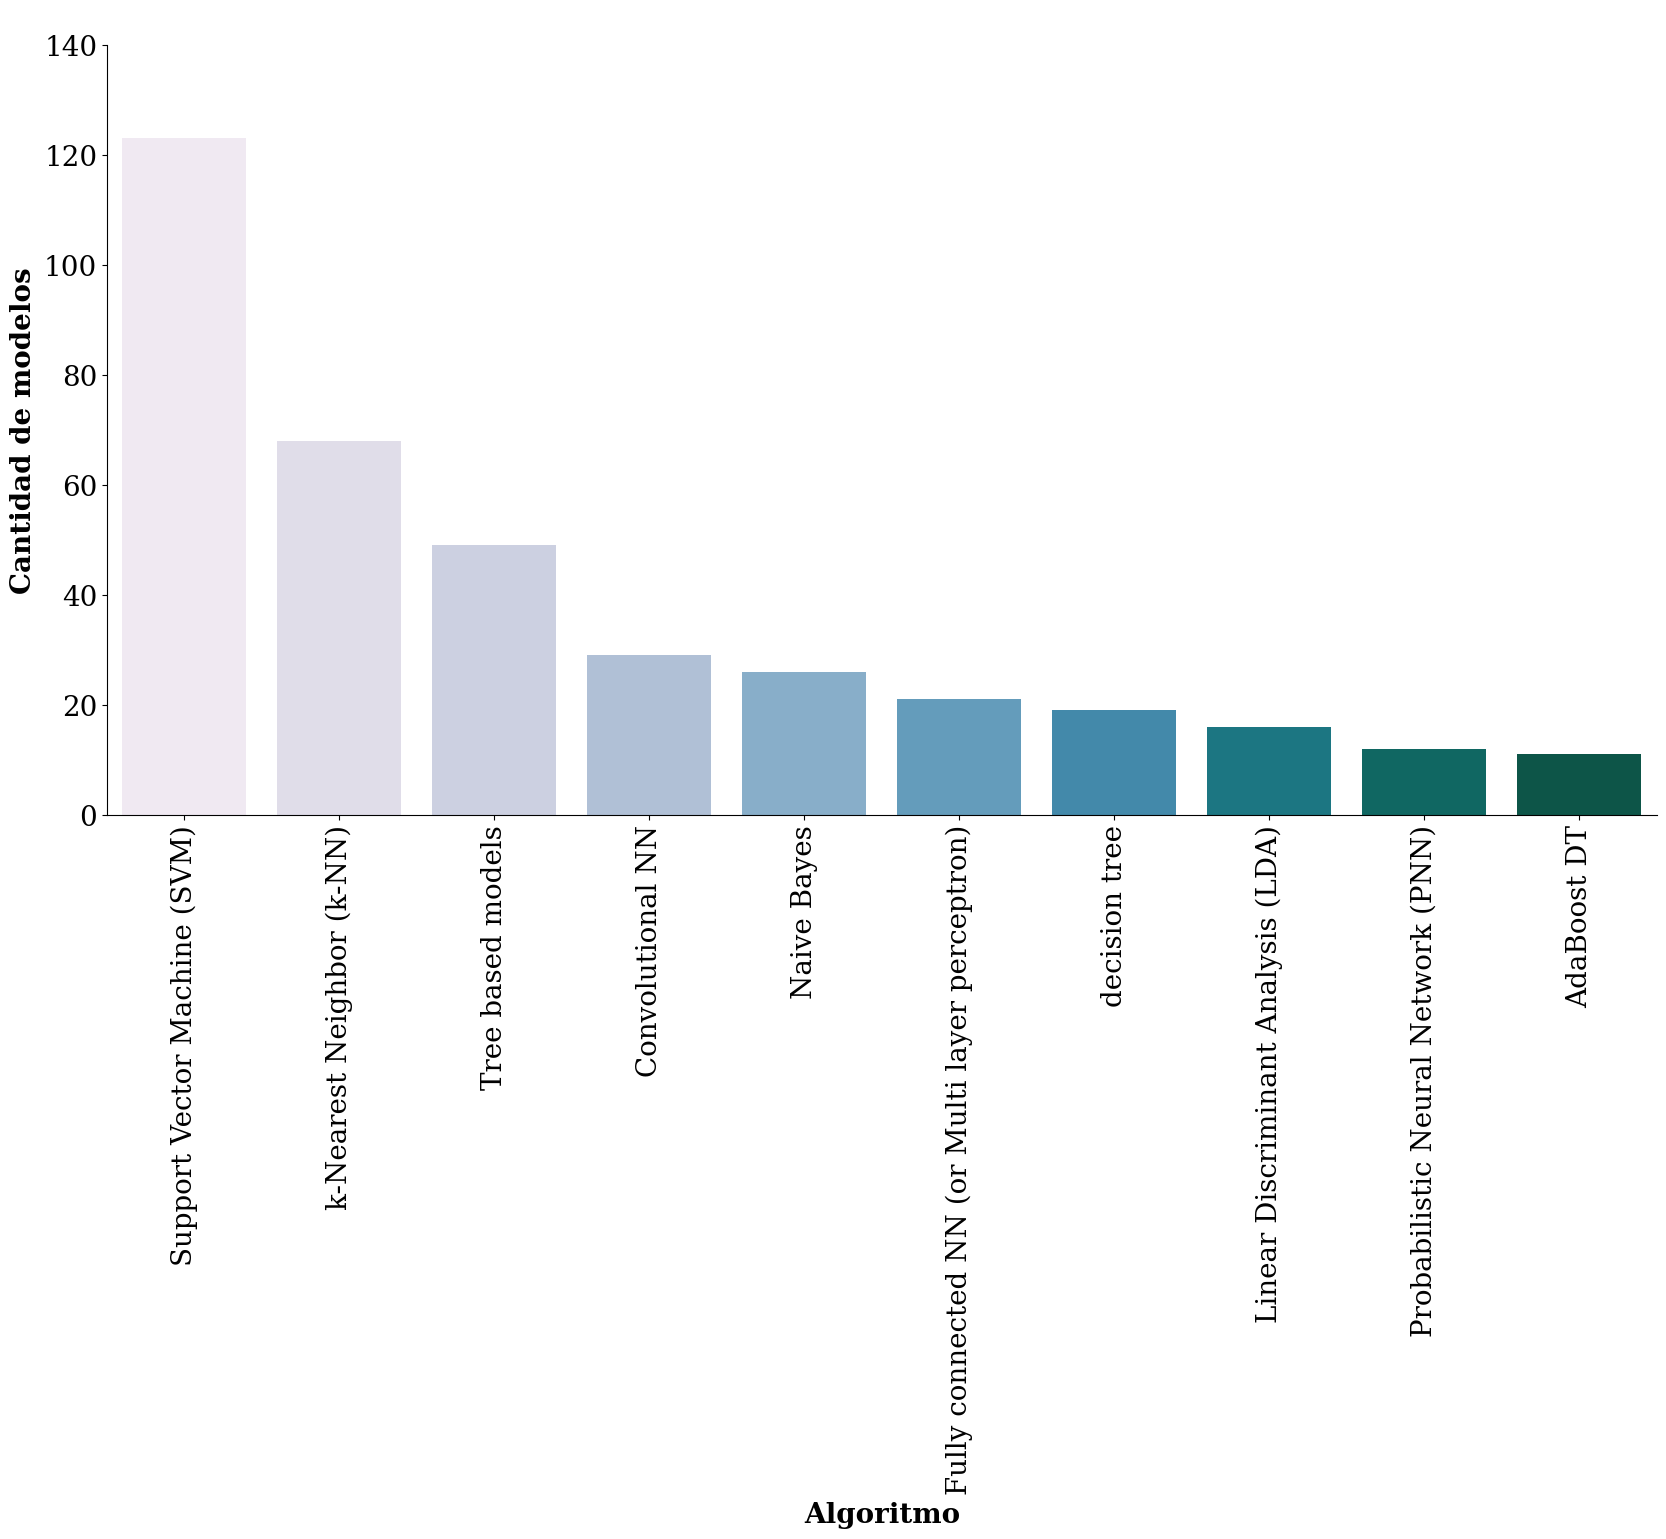 Cantidad de modelos
140
120
100
80
60
40
20
0
Support Vector Machine (SVM)
k-Nearest Neighbor (k-NN)
Tree based models
Convolutional NN
Naive Bayes
Fully connected NN (or Multi layer perceptron)
decision tree
Linear Discriminant Analysis (LDA)
Probabilistic Neural Network (PNN)
AdaBoost DT
Algoritmo